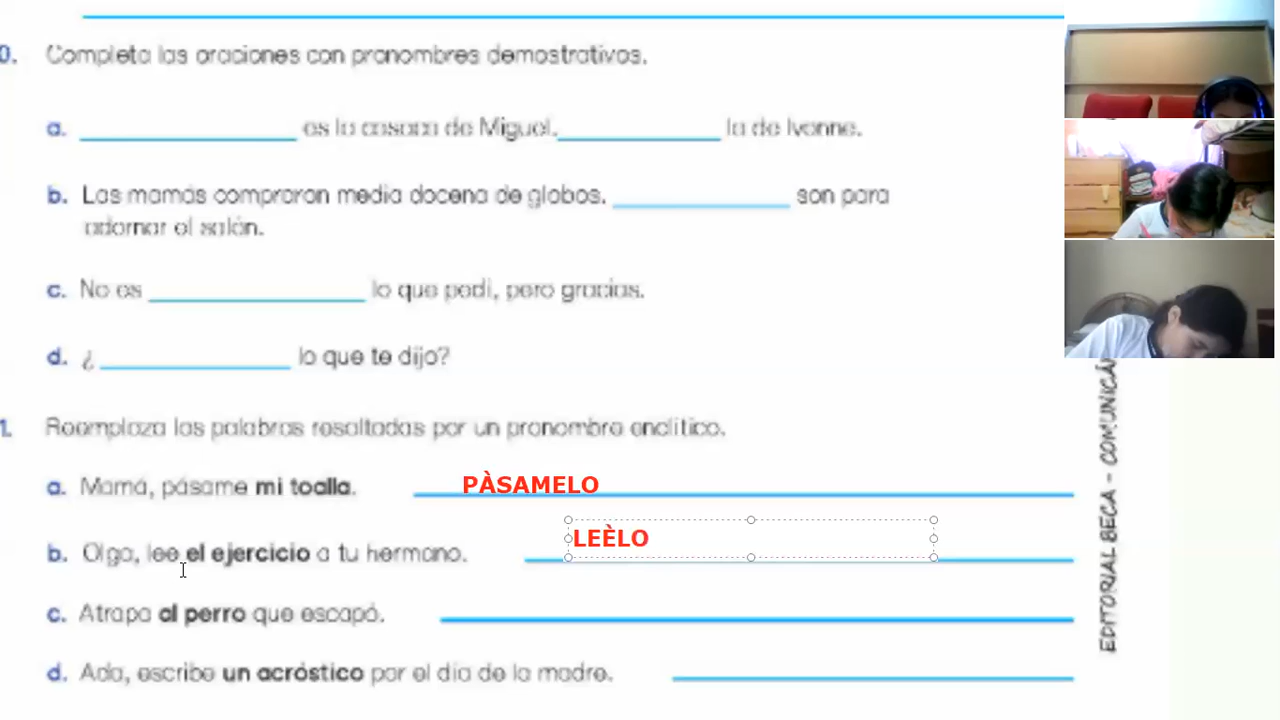 0. Completa las oraciones con pronombres demostrativos.
a. es la casaca de Miguel. la de Ivonne.
b. Las mamás compraron media docena de globos. son para
adornar el salón.
c. No es lo que pedí, pero gracias.
d. ¿ lo que te dijo?
1. Reemplaza las palabras resaltadas por un pronombre enclítico.
a. Mamá, pásame mi toalla. PÀSAMELO
b. Olga, lee el ejercicio a tu hermano. LEÈLO
c. Atrapa al perro que escapó.
d. Ada, escribe un acróstico por el día de la madre.
EDITORIAL BECA - COMUNICA